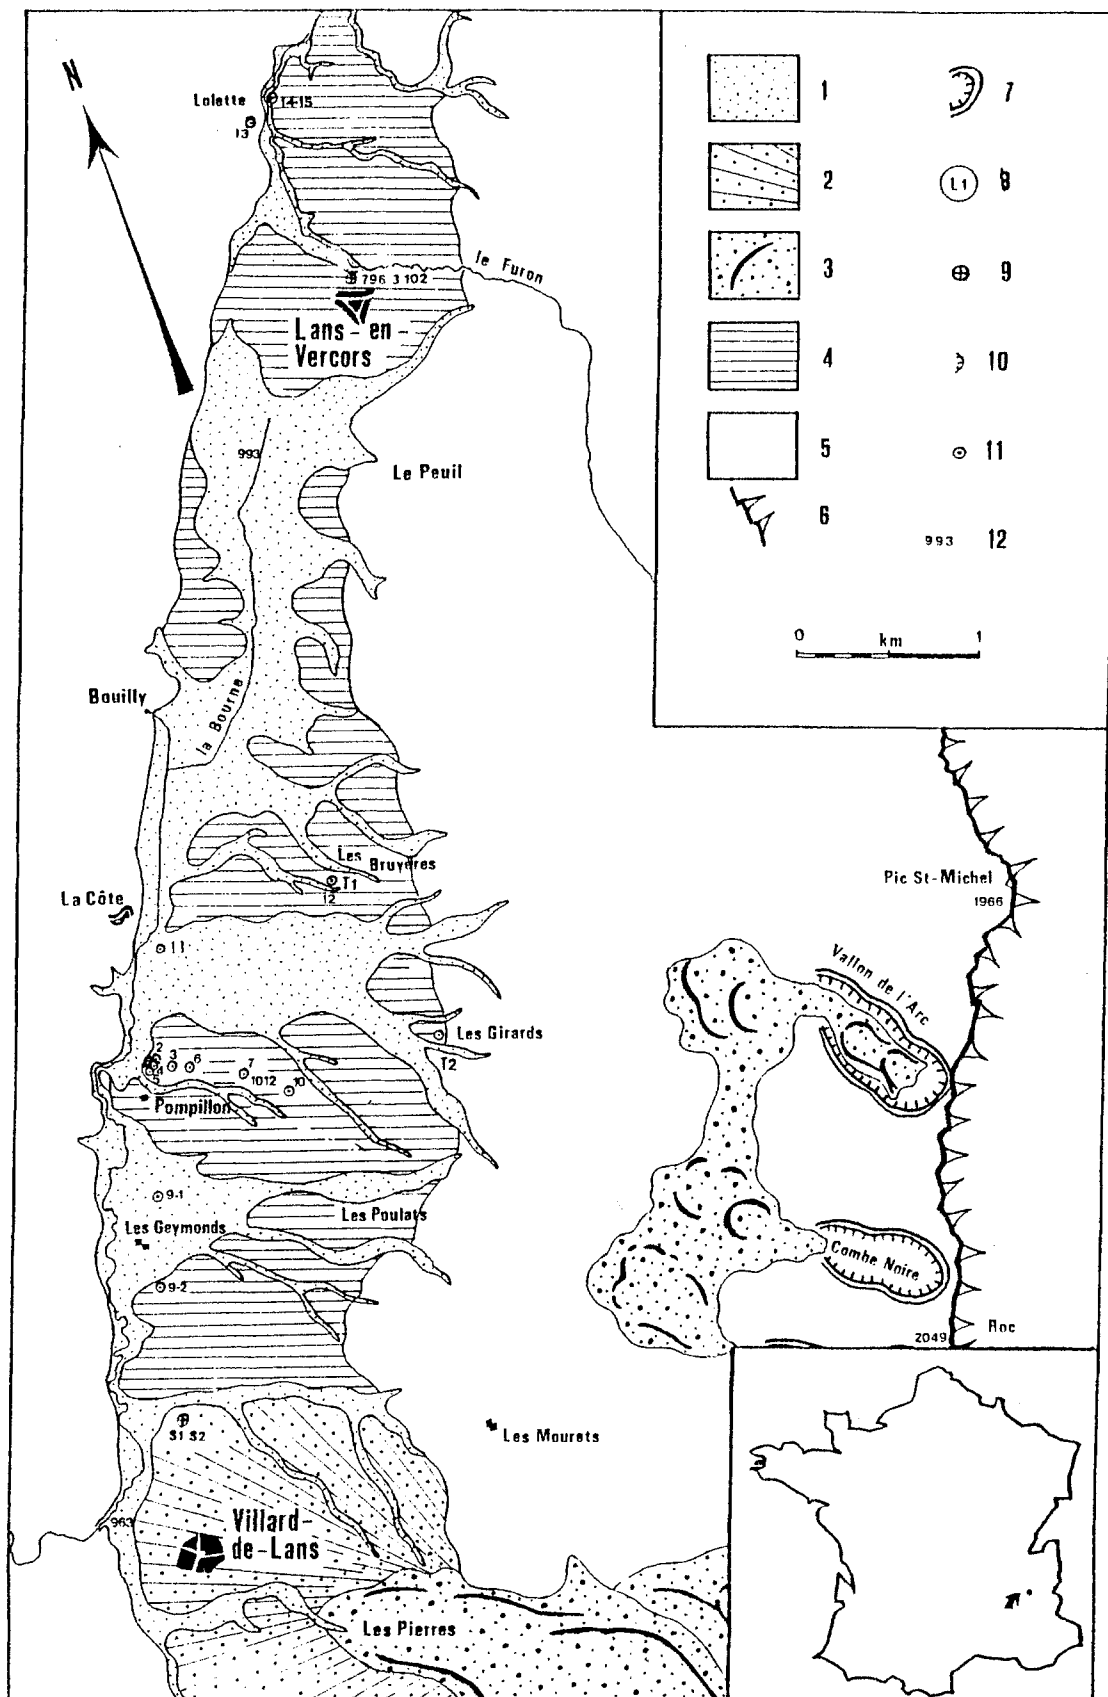 N
Lolette
14+15
13
le Furon
796 3 102
Lans-en-
Vercors
993
Le Peuil
Bouilly
la Bourne
Les Bruyères
T1
12
La Côte
11
Les Girards
T2
2
3
6
4
5
7
1012
10
Pompillon
9-1
Les Geymonds
Les Poulats
9-2
S1 S2
Les Mourets
963
Villard-
de-Lans
Les Pierres
Pic St-Michel
1966
Vallon de l'Arc
Combe Noire
Roc
2049
1
2
3
4
5
6
7
L1
8
9
10
11
993
12
0
km
1